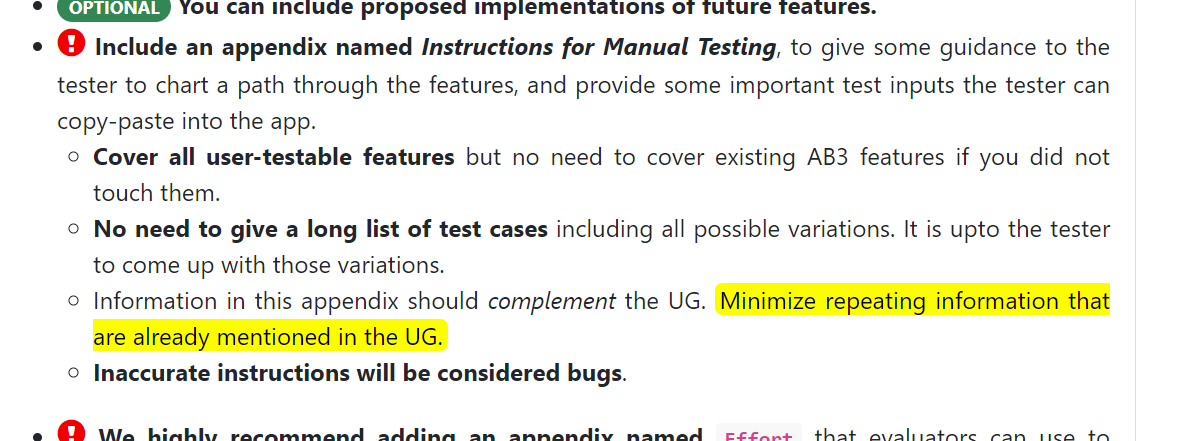 OPTIONAL You can include proposed implementations of future features.
! Include an appendix named Instructions for Manual Testing, to give some guidance to the
tester to chart a path through the features, and provide some important test inputs the tester can
copy-paste into the app.
Cover all user-testable features but no need to cover existing AB3 features if you did not
touch them.
No need to give a long list of test cases including all possible variations. It is upto the tester
to come up with those variations.
Information in this appendix should complement the UG. Minimize repeating information that
are already mentioned in the UG.
Inaccurate instructions will be considered bugs.
! We highly recommend adding an appendix named Effort that evaluators can use to